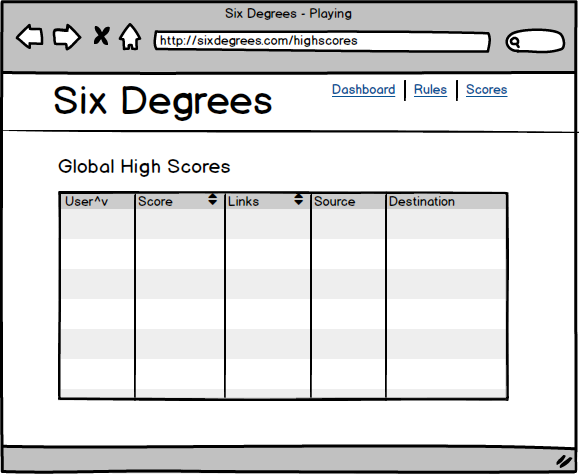 Six Degrees - Playing
http://sixdegrees.com/highscores
Six Degrees
Dashboard Rules Scores
Global High Scores
User^v Score Links Source Destination